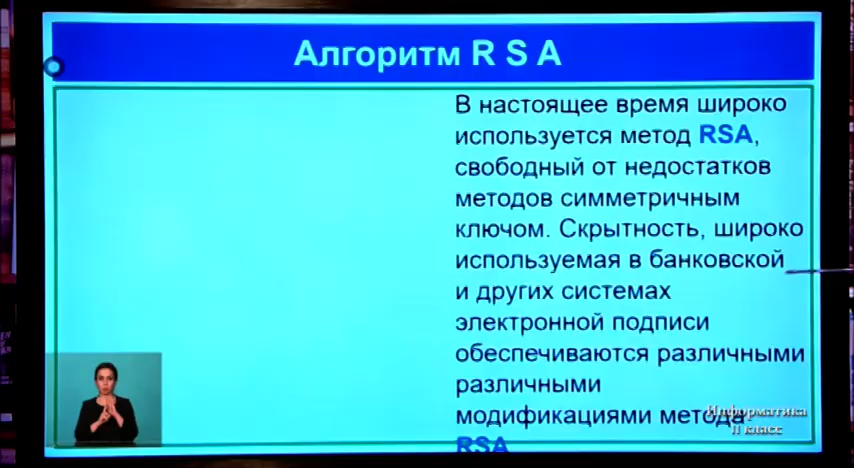 Алгоритм R S A
В настоящее время широко
используется метод RSA,
свободный от недостатков
методов симметричным
ключом. Скрытность, широко
используемая в банковской
и других системах
электронной подписи
обеспечиваются различными
различными
модификациями метода
RSA
Информатика
11 класс